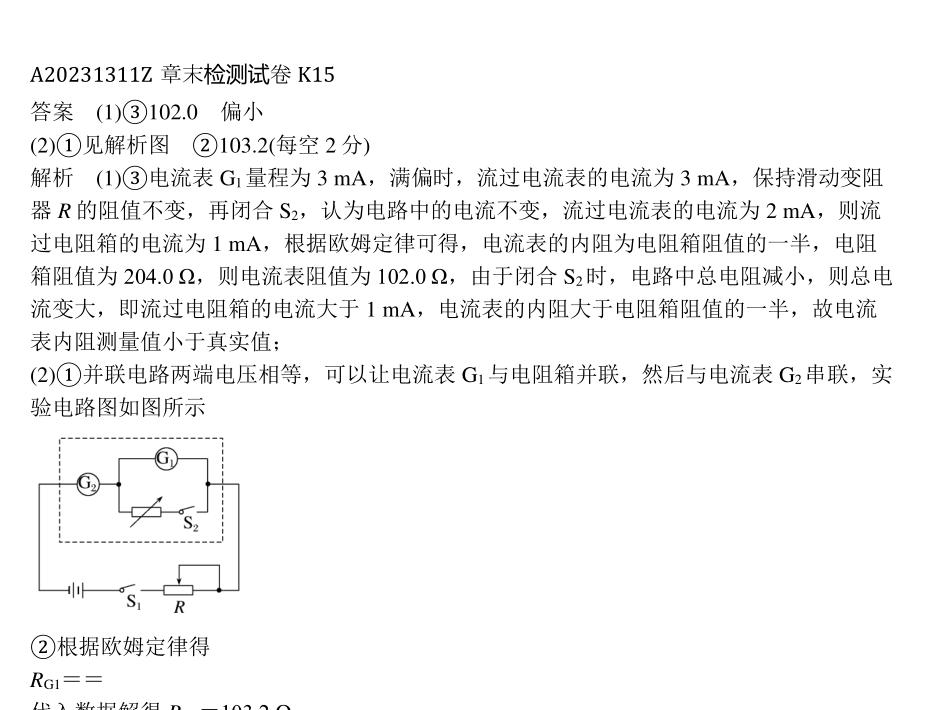 A20231311Z 章末检测试卷 K15
答案　(1)③102.0　偏小
(2)①见解析图　②103.2(每空 2 分)
解析　(1)③电流表 G₁ 量程为 3 mA，满偏时，流过电流表的电流为 3 mA，保持滑动变阻
器 R 的阻值不变，再闭合 S₂，认为电路中的电流不变，流过电流表的电流为 2 mA，则流
过电阻箱的电流为 1 mA，根据欧姆定律可得，电流表的内阻为电阻箱阻值的一半，电阻
箱阻值为 204.0 Ω，则电流表阻值为 102.0 Ω，由于闭合 S₂ 时，电路中总电阻减小，则总电
流变大，即流过电阻箱的电流大于 1 mA，电流表的内阻大于电阻箱阻值的一半，故电流
表内阻测量值小于真实值；
(2)①并联电路两端电压相等，可以让电流表 G₁ 与电阻箱并联，然后与电流表 G₂ 串联，实
验电路图如图所示
G₁
G₂
S₂
S₁
R
②根据欧姆定律得
R_G1＝＝
代入数据解得